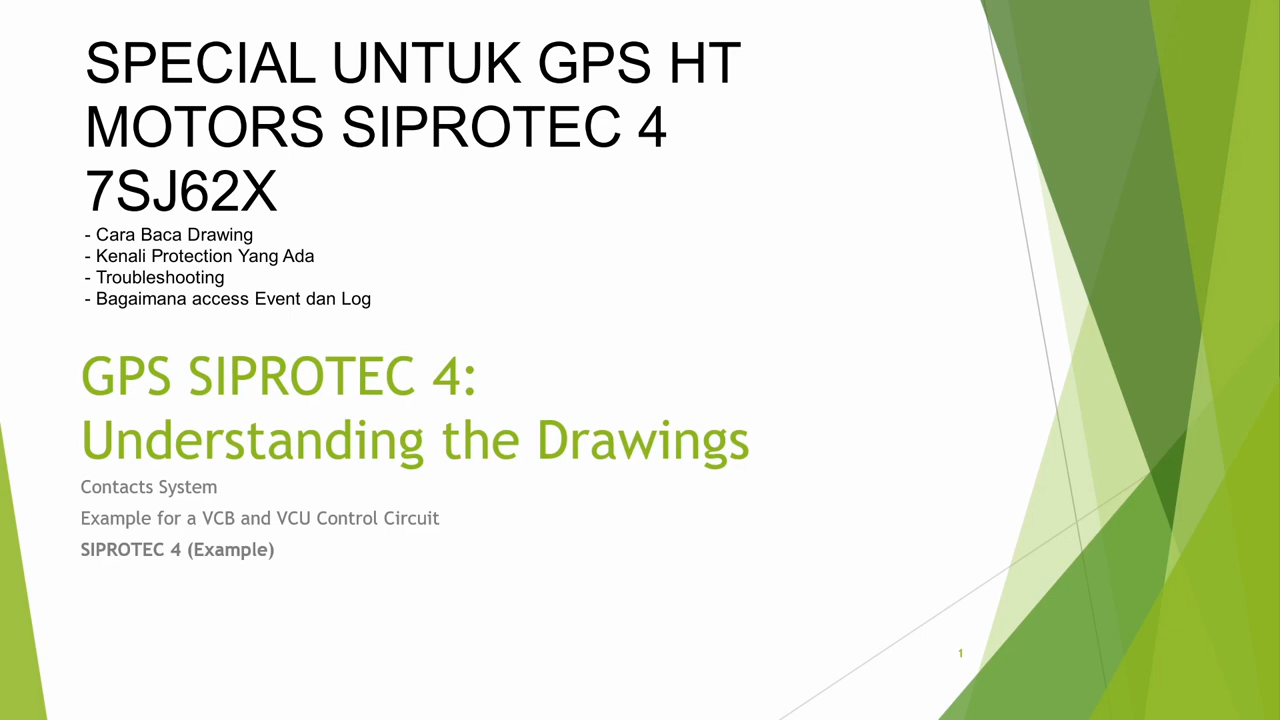 SPECIAL UNTUK GPS HT
MOTORS SIPROTEC 4
7SJ62X
- Cara Baca Drawing
- Kenali Protection Yang Ada
- Troubleshooting
- Bagaimana access Event dan Log
GPS SIPROTEC 4:
Understanding the Drawings
Contacts System
Example for a VCB and VCU Control Circuit
SIPROTEC 4 (Example)
1